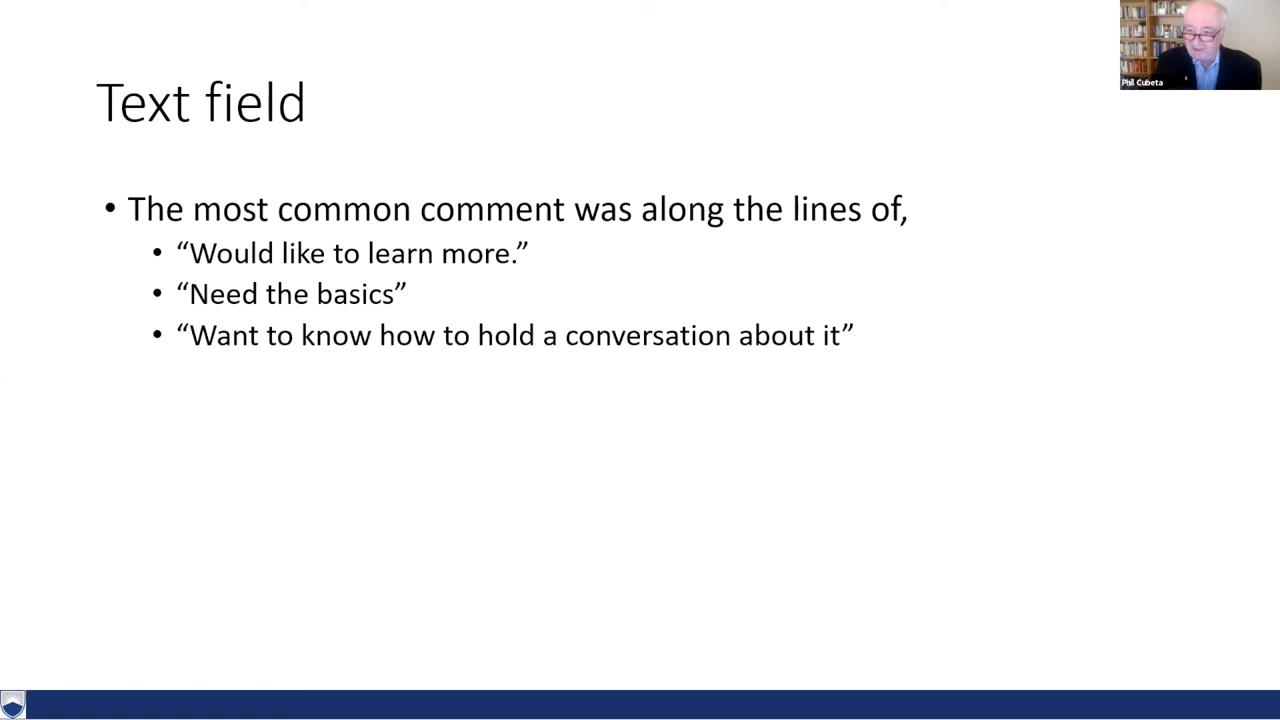 Text field
• The most common comment was along the lines of,
• “Would like to learn more.”
• “Need the basics”
• “Want to know how to hold a conversation about it”
Phil Cubeta